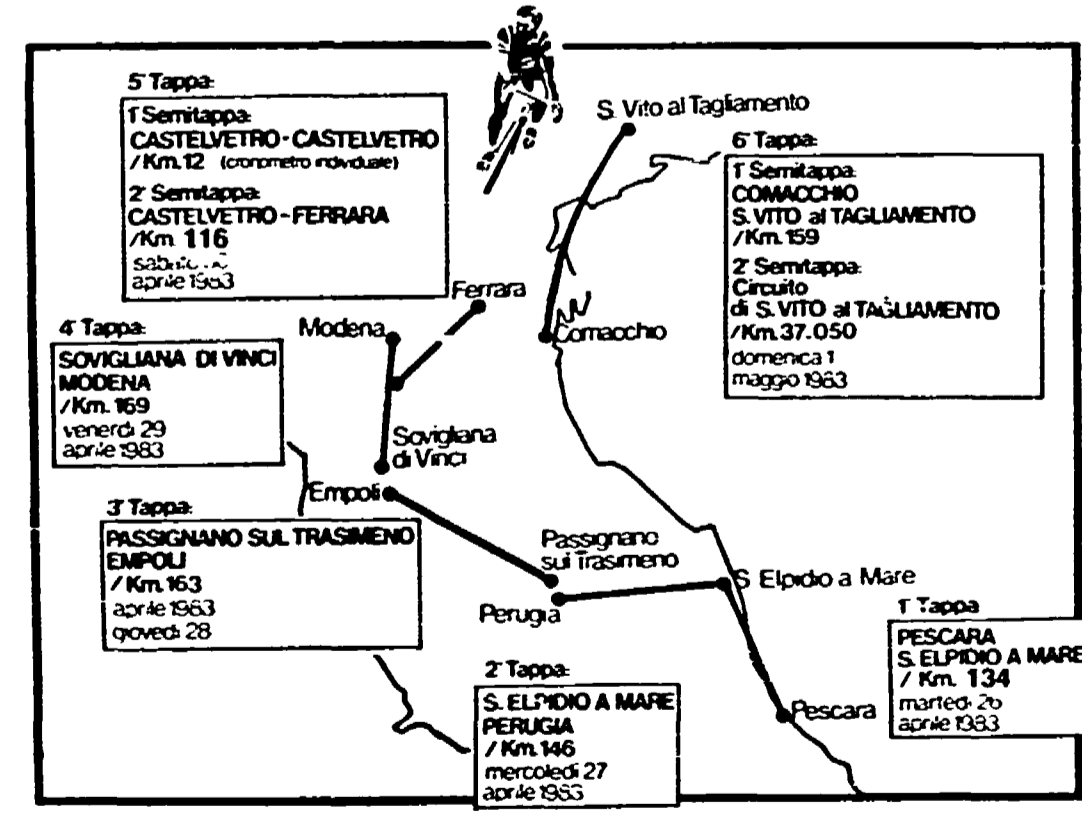 5ª Tappa:
1ª Semitappa:
CASTELVETRO - CASTELVETRO
/Km. 12 (cronometro individuale)
2ª Semitappa:
CASTELVETRO - FERRARA
/Km. 116
sabato
aprile 1983
S. Vito al Tagliamento
6ª Tappa:
1ª Semitappa:
COMACCHIO
S. VITO al TAGLIAMENTO
/Km. 159
2ª Semitappa:
Circuito
di S. VITO al TAGLIAMENTO
/Km. 37.050
domenica 1
maggio 1983
Ferrara
Modena
Comacchio
4ª Tappa:
SOVIGLIANA DI VINCI
MODENA
/Km. 169
venerdì 29
aprile 1983
Sovigliana
di Vinci
Empoli
3ª Tappa:
PASSIGNANO SUL TRASIMENO
EMPOLI
/Km. 163
aprile 1983
giovedì 28
Passignano
sul Trasimeno
Perugia
S. Elpidio a Mare
1ª Tappa
PESCARA
S. ELPIDIO A MARE
/ Km. 134
martedì 26
aprile 1983
Pescara
2ª Tappa:
S. ELPIDIO A MARE
PERUGIA
/Km. 146
mercoledì 27
aprile 1983